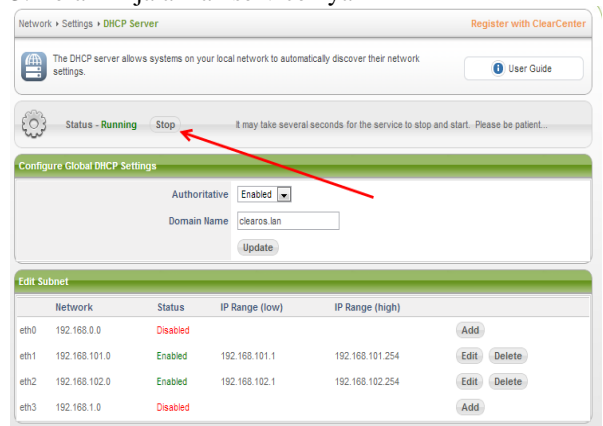 Network ▸ Settings ▸ DHCP Server Register with ClearCenter
The DHCP server allows systems on your local network to automatically discover their network
settings.
User Guide
Status - Running Stop It may take several seconds for the service to stop and start. Please be patient...
Configure Global DHCP Settings
Authoritative Enabled
Domain Name clearos.lan
Update
Edit Subnet
Network Status IP Range (low) IP Range (high)
eth0 192.168.0.0 Disabled Add
eth1 192.168.101.0 Enabled 192.168.101.1 192.168.101.254 Edit Delete
eth2 192.168.102.0 Enabled 192.168.102.1 192.168.102.254 Edit Delete
eth3 192.168.1.0 Disabled Add